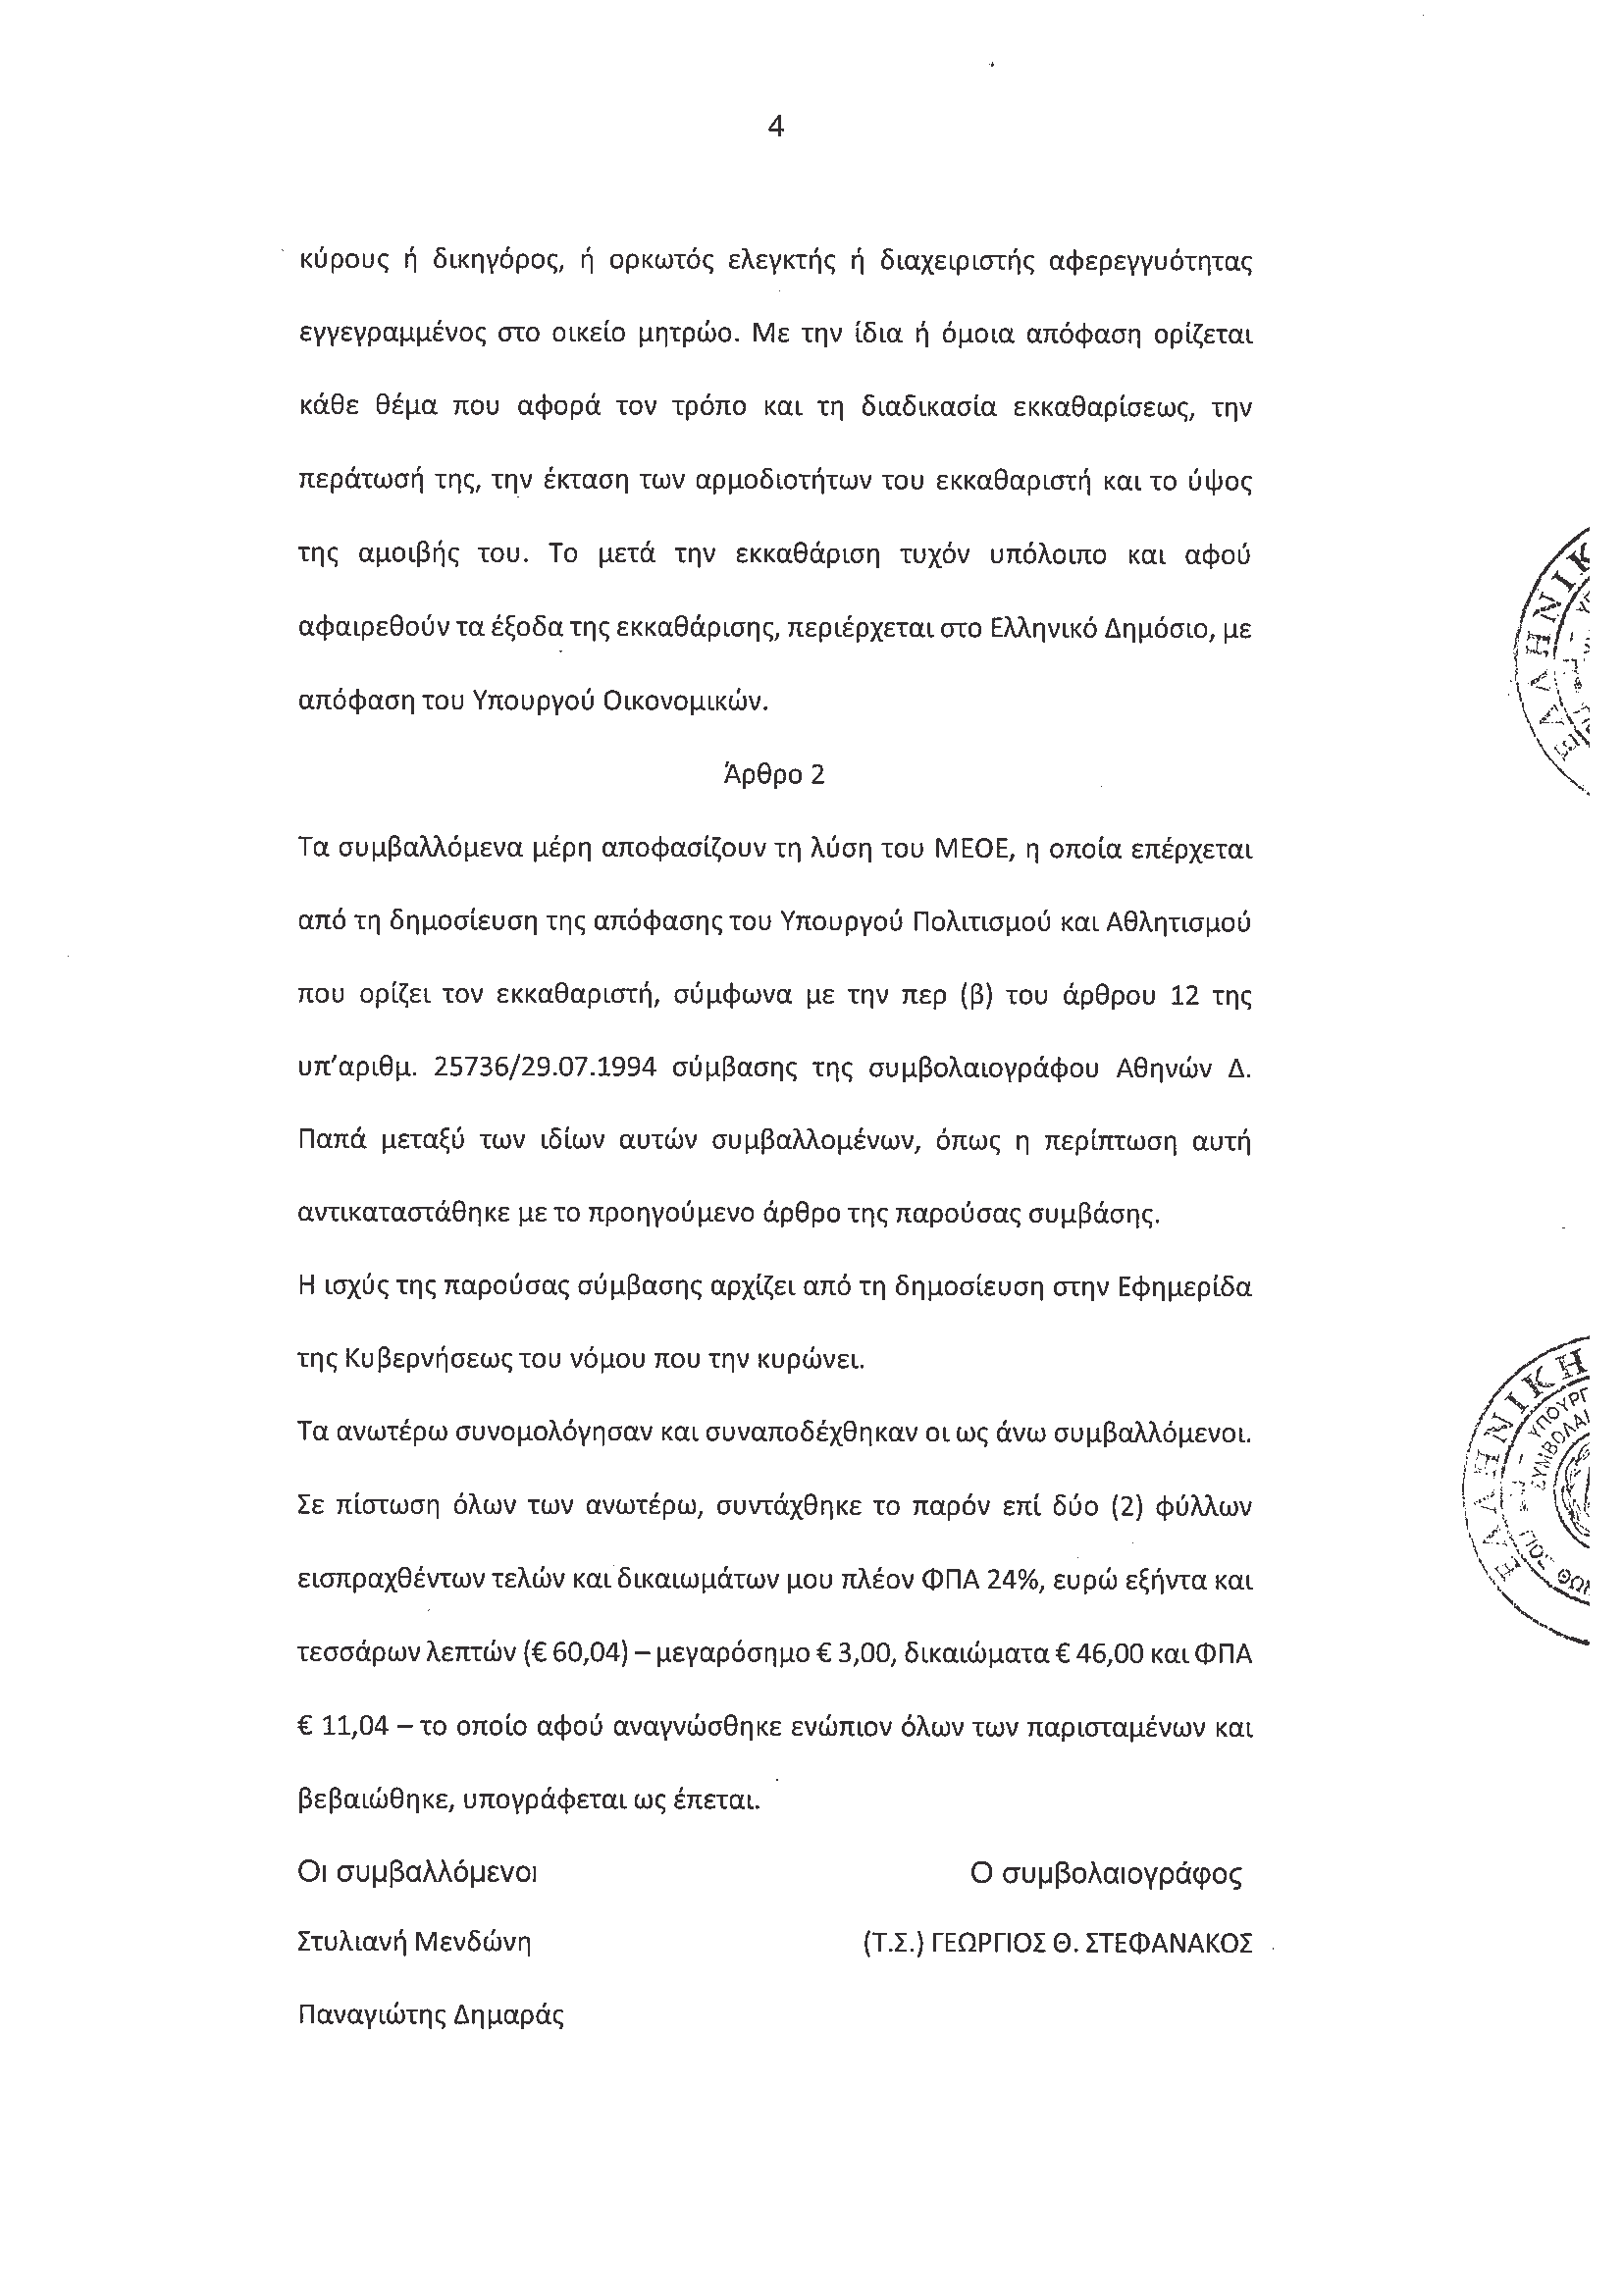 4
κύρους ή δικηγόρος, ή ορκωτός ελεγκτής ή διαχειριστής αφερεγγυότητας
εγγεγραμμένος στο οικείο μητρώο. Με την ίδια ή όμοια απόφαση ορίζεται
κάθε θέμα που αφορά τον τρόπο και τη διαδικασία εκκαθαρίσεως, την
περάτωσή της, την έκταση των αρμοδιοτήτων του εκκαθαριστή και το ύψος
της αμοιβής του. Το μετά την εκκαθάριση τυχόν υπόλοιπο και αφού
αφαιρεθούν τα έξοδα της εκκαθάρισης, περιέρχεται στο Ελληνικό Δημόσιο, με
απόφαση του Υπουργού Οικονομικών.
Άρθρο 2
Τα συμβαλλόμενα μέρη αποφασίζουν τη λύση του ΜΕΟΕ, η οποία επέρχεται
από τη δημοσίευση της απόφασης του Υπουργού Πολιτισμού και Αθλητισμού
που ορίζει τον εκκαθαριστή, σύμφωνα με την περ (β) του άρθρου 12 της
υπ'αριθμ. 25736/29.07.1994 σύμβασης της συμβολαιογράφου Αθηνών Δ.
Παπά μεταξύ των ιδίων αυτών συμβαλλομένων, όπως η περίπτωση αυτή
αντικαταστάθηκε με το προηγούμενο άρθρο της παρούσας συμβάσης.
Η ισχύς της παρούσας σύμβασης αρχίζει από τη δημοσίευση στην Εφημερίδα
της Κυβερνήσεως του νόμου που την κυρώνει.
Τα ανωτέρω συνομολόγησαν και συναποδέχθηκαν οι ως άνω συμβαλλόμενοι.
Σε πίστωση όλων των ανωτέρω, συντάχθηκε το παρόν επί δύο (2) φύλλων
εισπραχθέντων τελών και δικαιωμάτων μου πλέον ΦΠΑ 24%, ευρώ εξήντα και
τεσσάρων λεπτών (€ 60,04) – μεγαρόσημο € 3,00, δικαιώματα € 46,00 και ΦΠΑ
€ 11,04 – το οποίο αφού αναγνώσθηκε ενώπιον όλων των παρισταμένων και
βεβαιώθηκε, υπογράφεται ως έπεται.
Οι συμβαλλόμενοι Ο συμβολαιογράφος
Στυλιανή Μενδώνη (Τ.Σ.) ΓΕΩΡΓΙΟΣ Θ. ΣΤΕΦΑΝΑΚΟΣ
Παναγιώτης Δημαράς